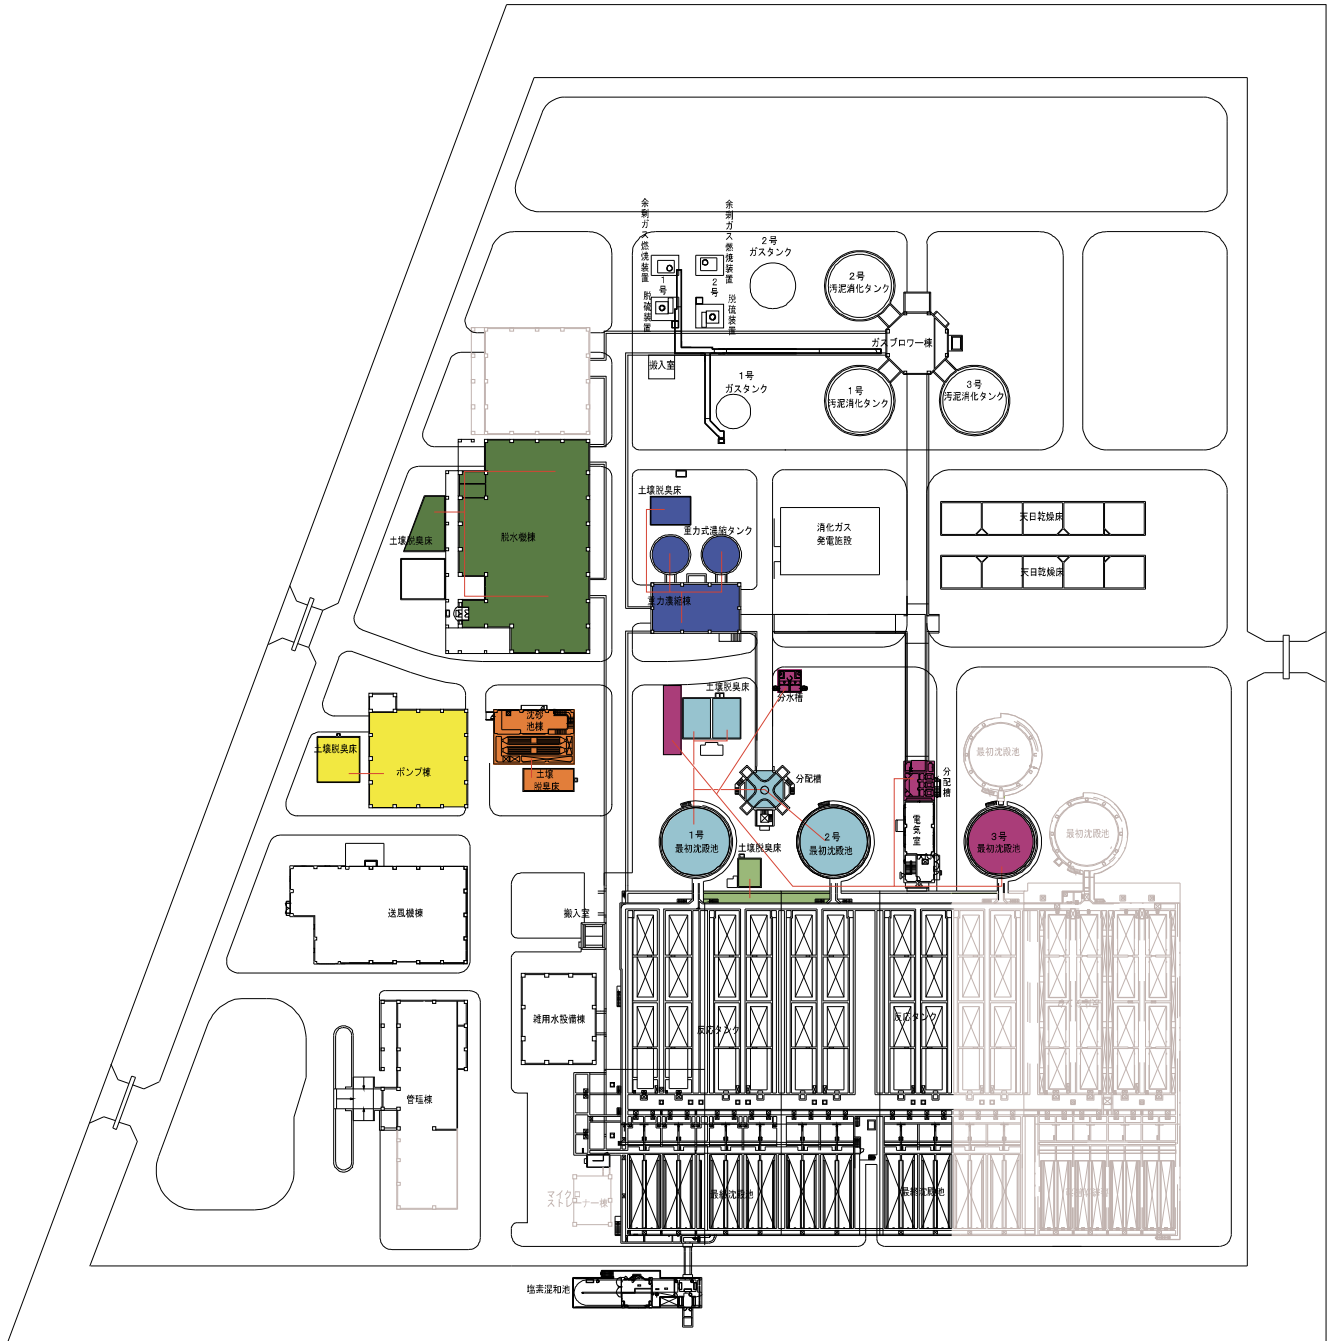 余剰ガス燃焼装置
1号
余剰ガス燃焼装置
2号
脱硫装置
脱硫装置
2号
ガスタンク
2号
汚泥消化タンク
ガスブロワー棟
搬入室
1号
ガスタンク
1号
汚泥消化タンク
3号
汚泥消化タンク
土壌脱臭床
脱水機棟
土壌脱臭床
重力式濃縮タンク
重力濃縮棟
消化ガス
発電施設
天日乾燥床
天日乾燥床
土壌脱臭床
分水槽
土壌脱臭床
ポンプ棟
沈砂
池棟
土壌
脱臭床
分配槽
分配槽
電気室
最初沈殿池
1号
最初沈殿池
2号
最初沈殿池
3号
最初沈殿池
最初沈殿池
土壌脱臭床
送風機棟
搬入室
雑用水設備棟
反応タンク
反応タンク
管理棟
マイクロ
ストレーナー棟
最終沈殿池
最終沈殿池
塩素混和池